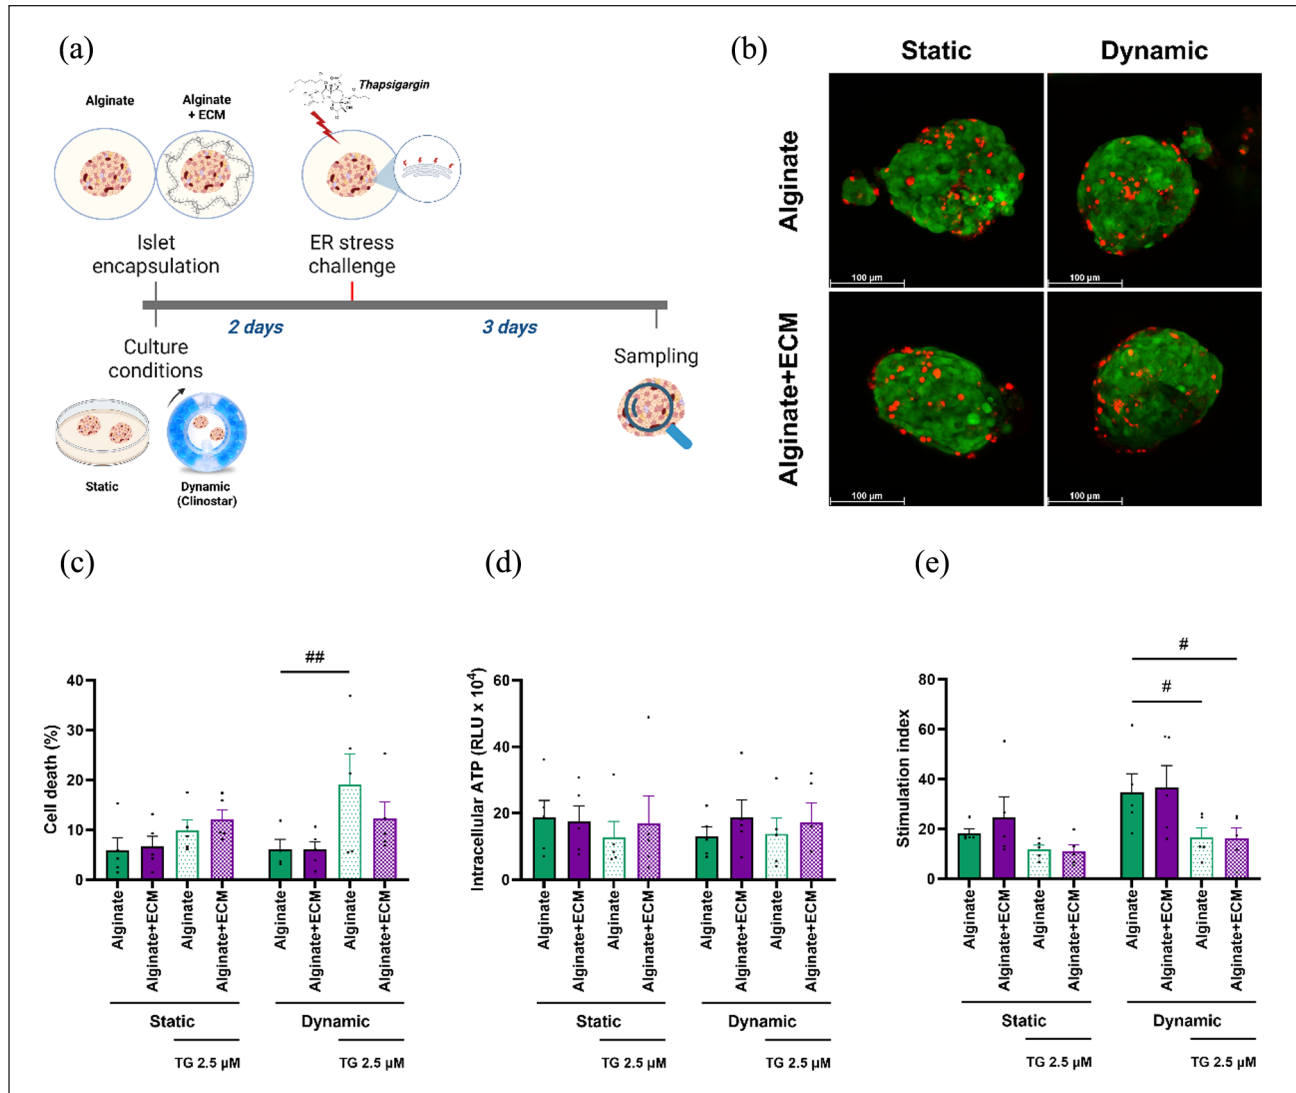 (a)
Alginate
Alginate
+ ECM
Thapsigargin
Islet
encapsulation
ER stress
challenge
2 days
3 days
Culture
conditions
Sampling
Static
Dynamic
(Clinostar)
(b)
Static
Dynamic
Alginate
100 µm
100 µm
Alginate+ECM
100 µm
100 µm
(c)
##
Cell death (%)
40
30
20
10
0
Alginate
Alginate+ECM
Alginate
Alginate+ECM
Alginate
Alginate+ECM
Alginate
Alginate+ECM
Static
Dynamic
TG 2.5 µM
TG 2.5 µM
(d)
Intracellular ATP (RLU x 10⁴)
60
40
20
0
Alginate
Alginate+ECM
Alginate
Alginate+ECM
Alginate
Alginate+ECM
Alginate
Alginate+ECM
Static
Dynamic
TG 2.5 µM
TG 2.5 µM
(e)
#
#
Stimulation index
80
60
40
20
0
Alginate
Alginate+ECM
Alginate
Alginate+ECM
Alginate
Alginate+ECM
Alginate
Alginate+ECM
Static
Dynamic
TG 2.5 µM
TG 2.5 µM